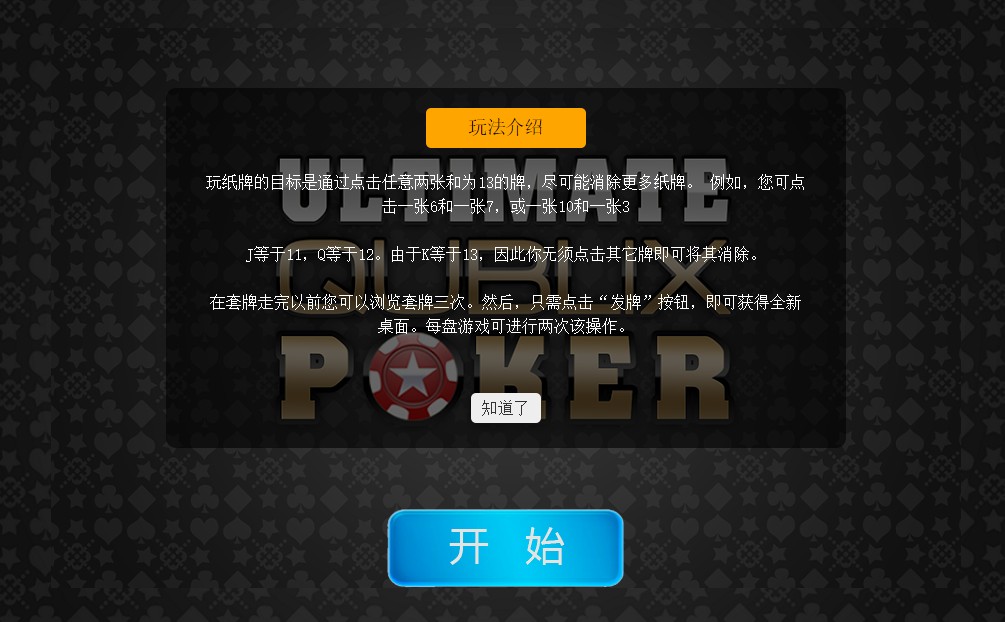 玩法介绍
玩纸牌的目标是通过点击任意两张和为13的牌，尽可能消除更多纸牌。 例如，您可点
击一张6和一张7，或一张10和一张3
J等于11，Q等于12。由于K等于13，因此你无须点击其它牌即可将其消除。
在套牌走完以前您可以浏览套牌三次。然后，只需点击“发牌”按钮，即可获得全新
桌面。每盘游戏可进行两次该操作。
知道了
ULTIMATE
QUBLIX
POKER
开 始